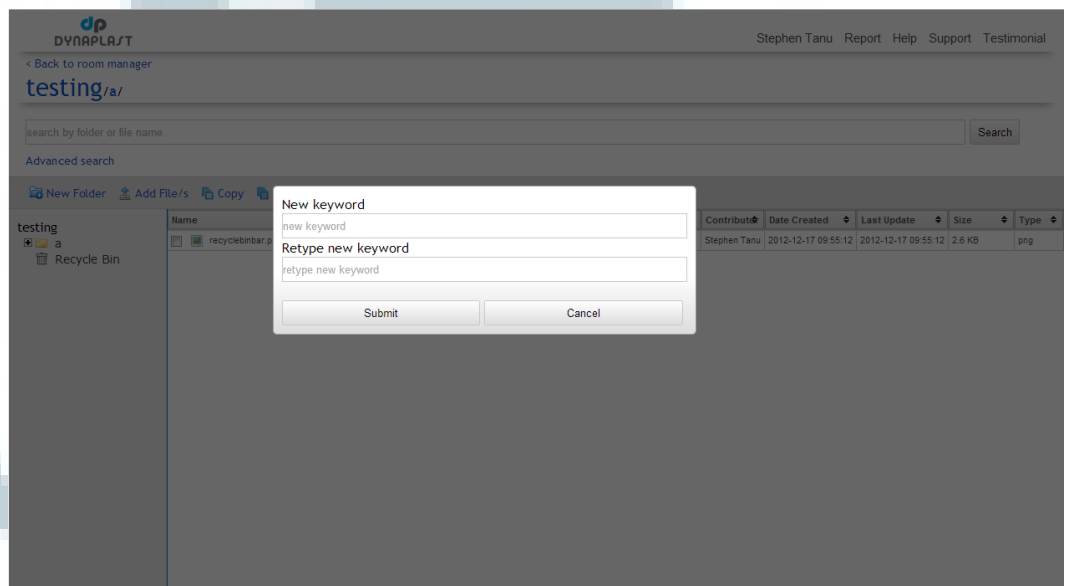 dp
DYNAPLAST
Stephen Tanu Report Help Support Testimonial
< Back to room manager
testing/a/
search by folder or file name
Search
Advanced search
New Folder Add File/s Copy
New keyword
new keyword
Retype new keyword
retype new keyword
Submit Cancel
testing
a
Recycle Bin
Name Contribut Date Created Last Update Size Type
recyclebinbar.p Stephen Tanu 2012-12-17 09:55:12 2012-12-17 09:55:12 2.6 KB png